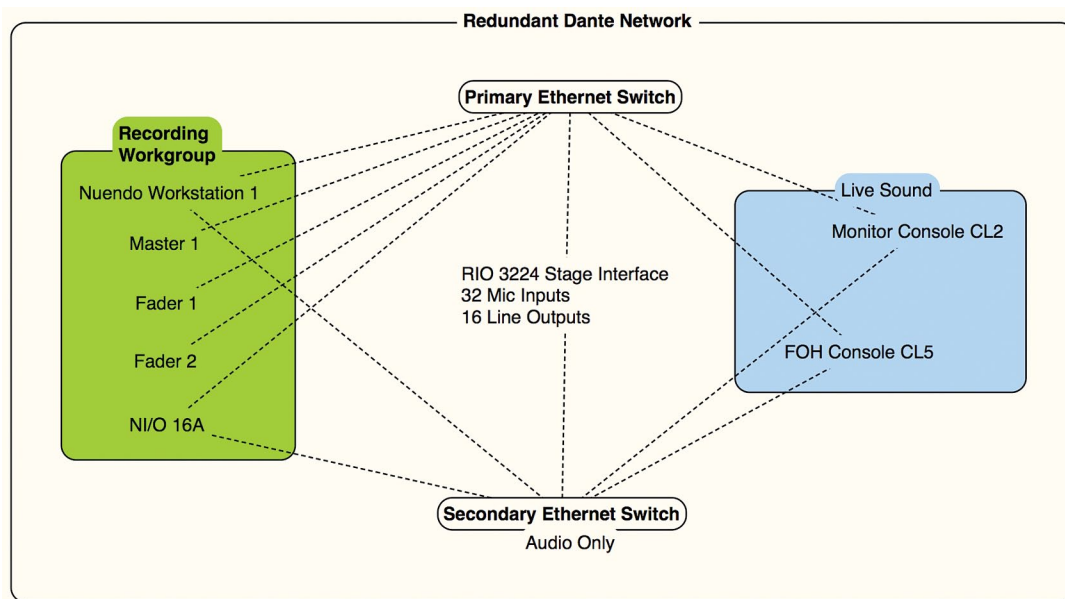 Redundant Dante Network
Primary Ethernet Switch
Recording
Workgroup
Nuendo Workstation 1
Master 1
Fader 1
Fader 2
NI/O 16A
RIO 3224 Stage Interface
32 Mic Inputs
16 Line Outputs
Live Sound
Monitor Console CL2
FOH Console CL5
Secondary Ethernet Switch
Audio Only